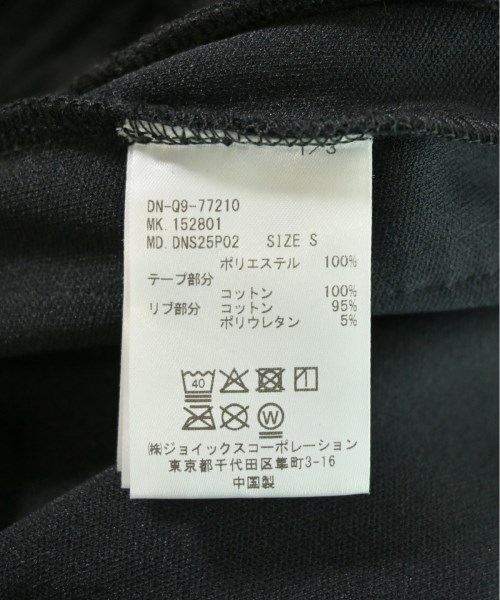 1/3
DN-Q9-77210
MK.152801
MD.DNS25P02 SIZE S
ポリエステル 100%
テープ部分
コットン 100%
リブ部分 コットン 95%
ポリウレタン 5%
40
W
㈱ジョイックスコーポレーション
東京都千代田区隼町3-16
中国製